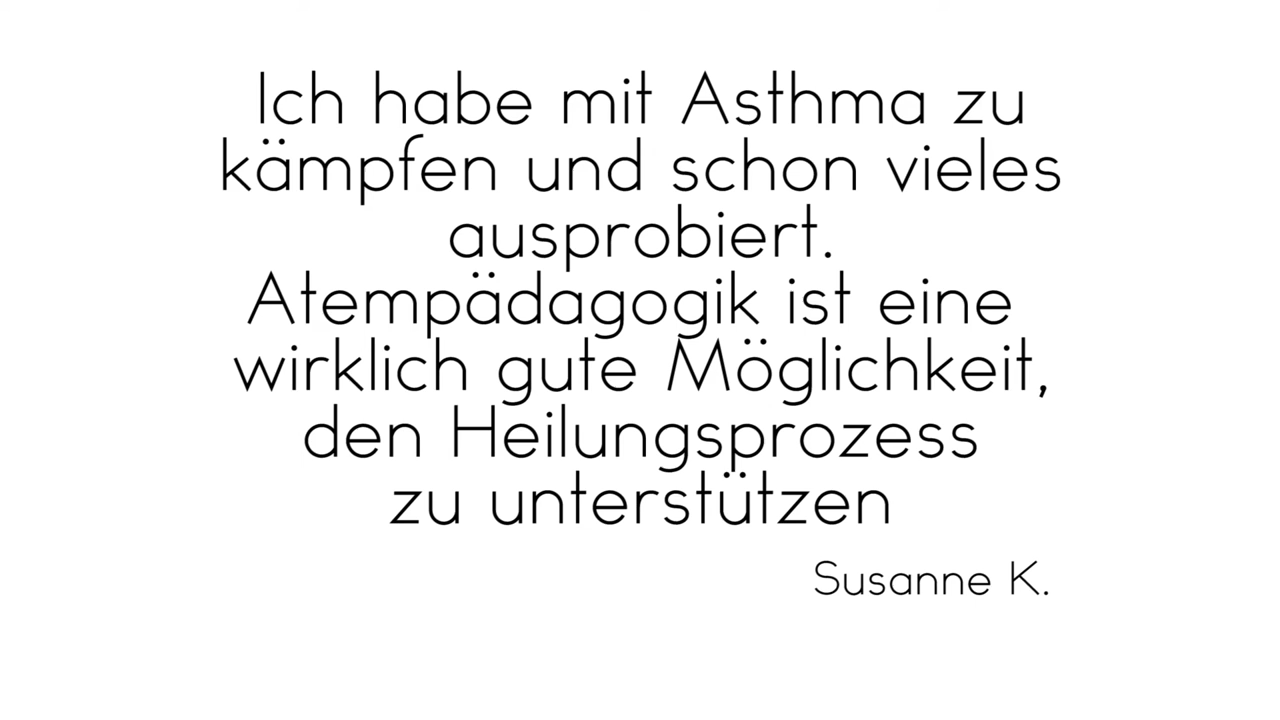 Ich habe mit Asthma zu
kämpfen und schon vieles
ausprobiert.
Atempädagogik ist eine
wirklich gute Möglichkeit,
den Heilungsprozess
zu unterstützen
Susanne K.